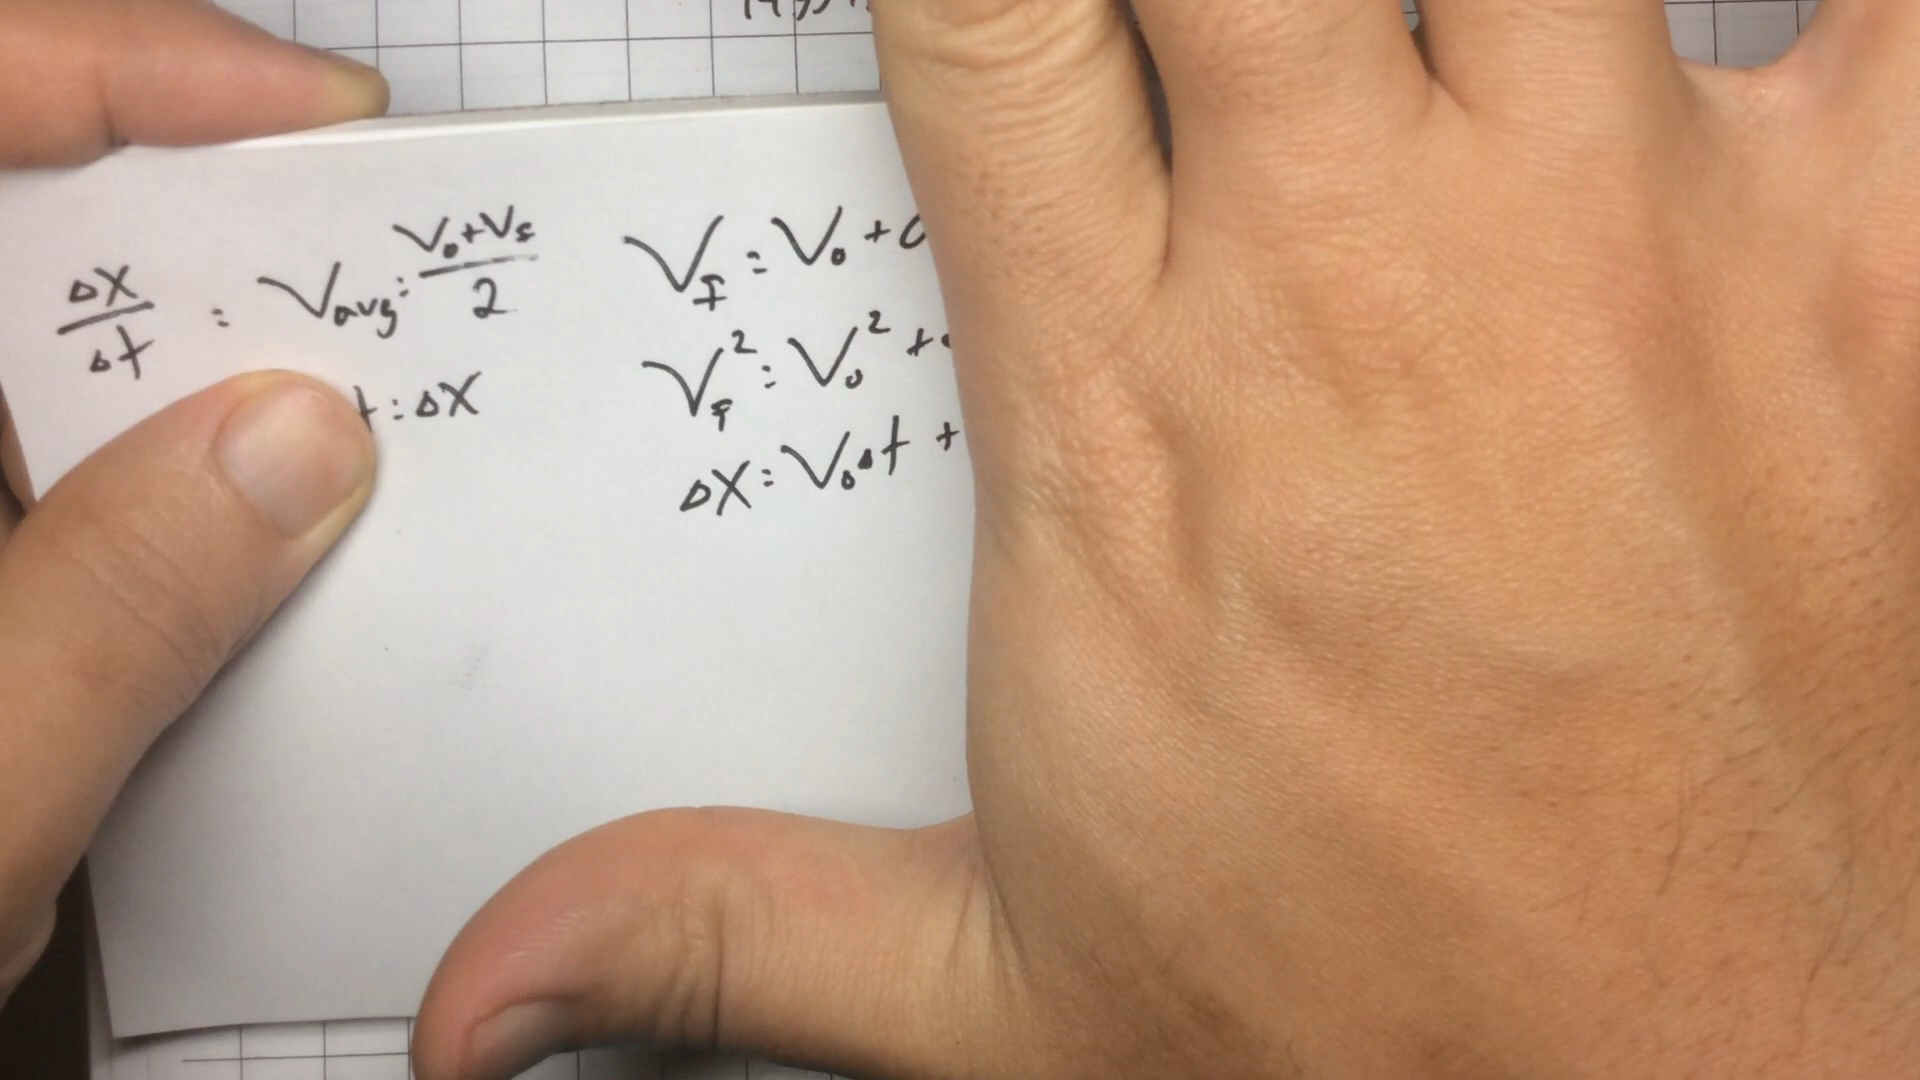 Δx/Δt = Vavg = (V₀+Vf)/2
t = Δx
Vf = V₀ + a
Vf² = V₀² +
Δx = V₀Δt +